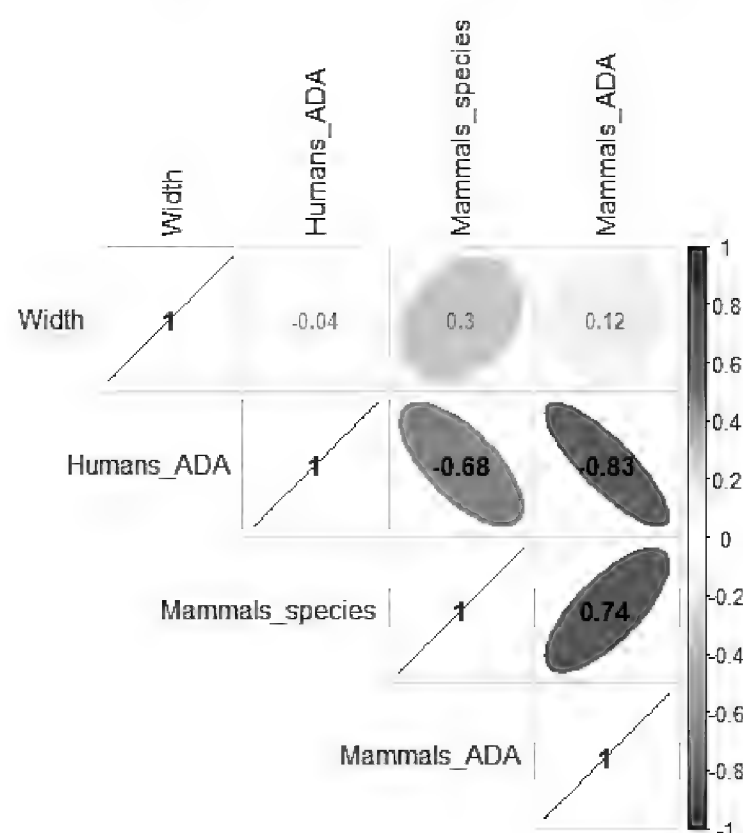 Width
Humans_ADA
Mammals_species
Mammals_ADA
Width 1 -0.04 0.3 0.12
Humans_ADA 1 -0.68 -0.83
Mammals_species 1 0.74
Mammals_ADA 1
1
0.8
0.6
0.4
0.2
0
-0.2
-0.4
-0.6
-0.8
-1